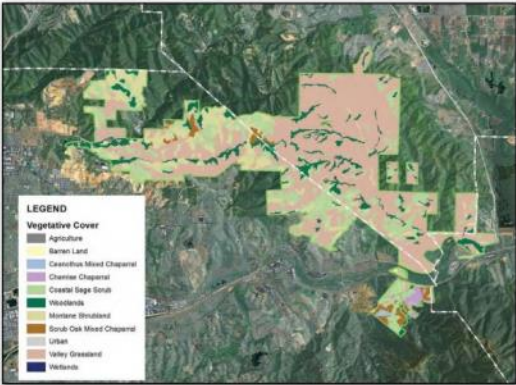 LEGEND
Vegetative Cover
Agriculture
Barren Land
Ceanothus Mixed Chaparral
Chamise Chaparral
Coastal Sage Scrub
Woodlands
Montane Shrubland
Scrub Oak Mixed Chaparral
Urban
Valley Grassland
Wetlands